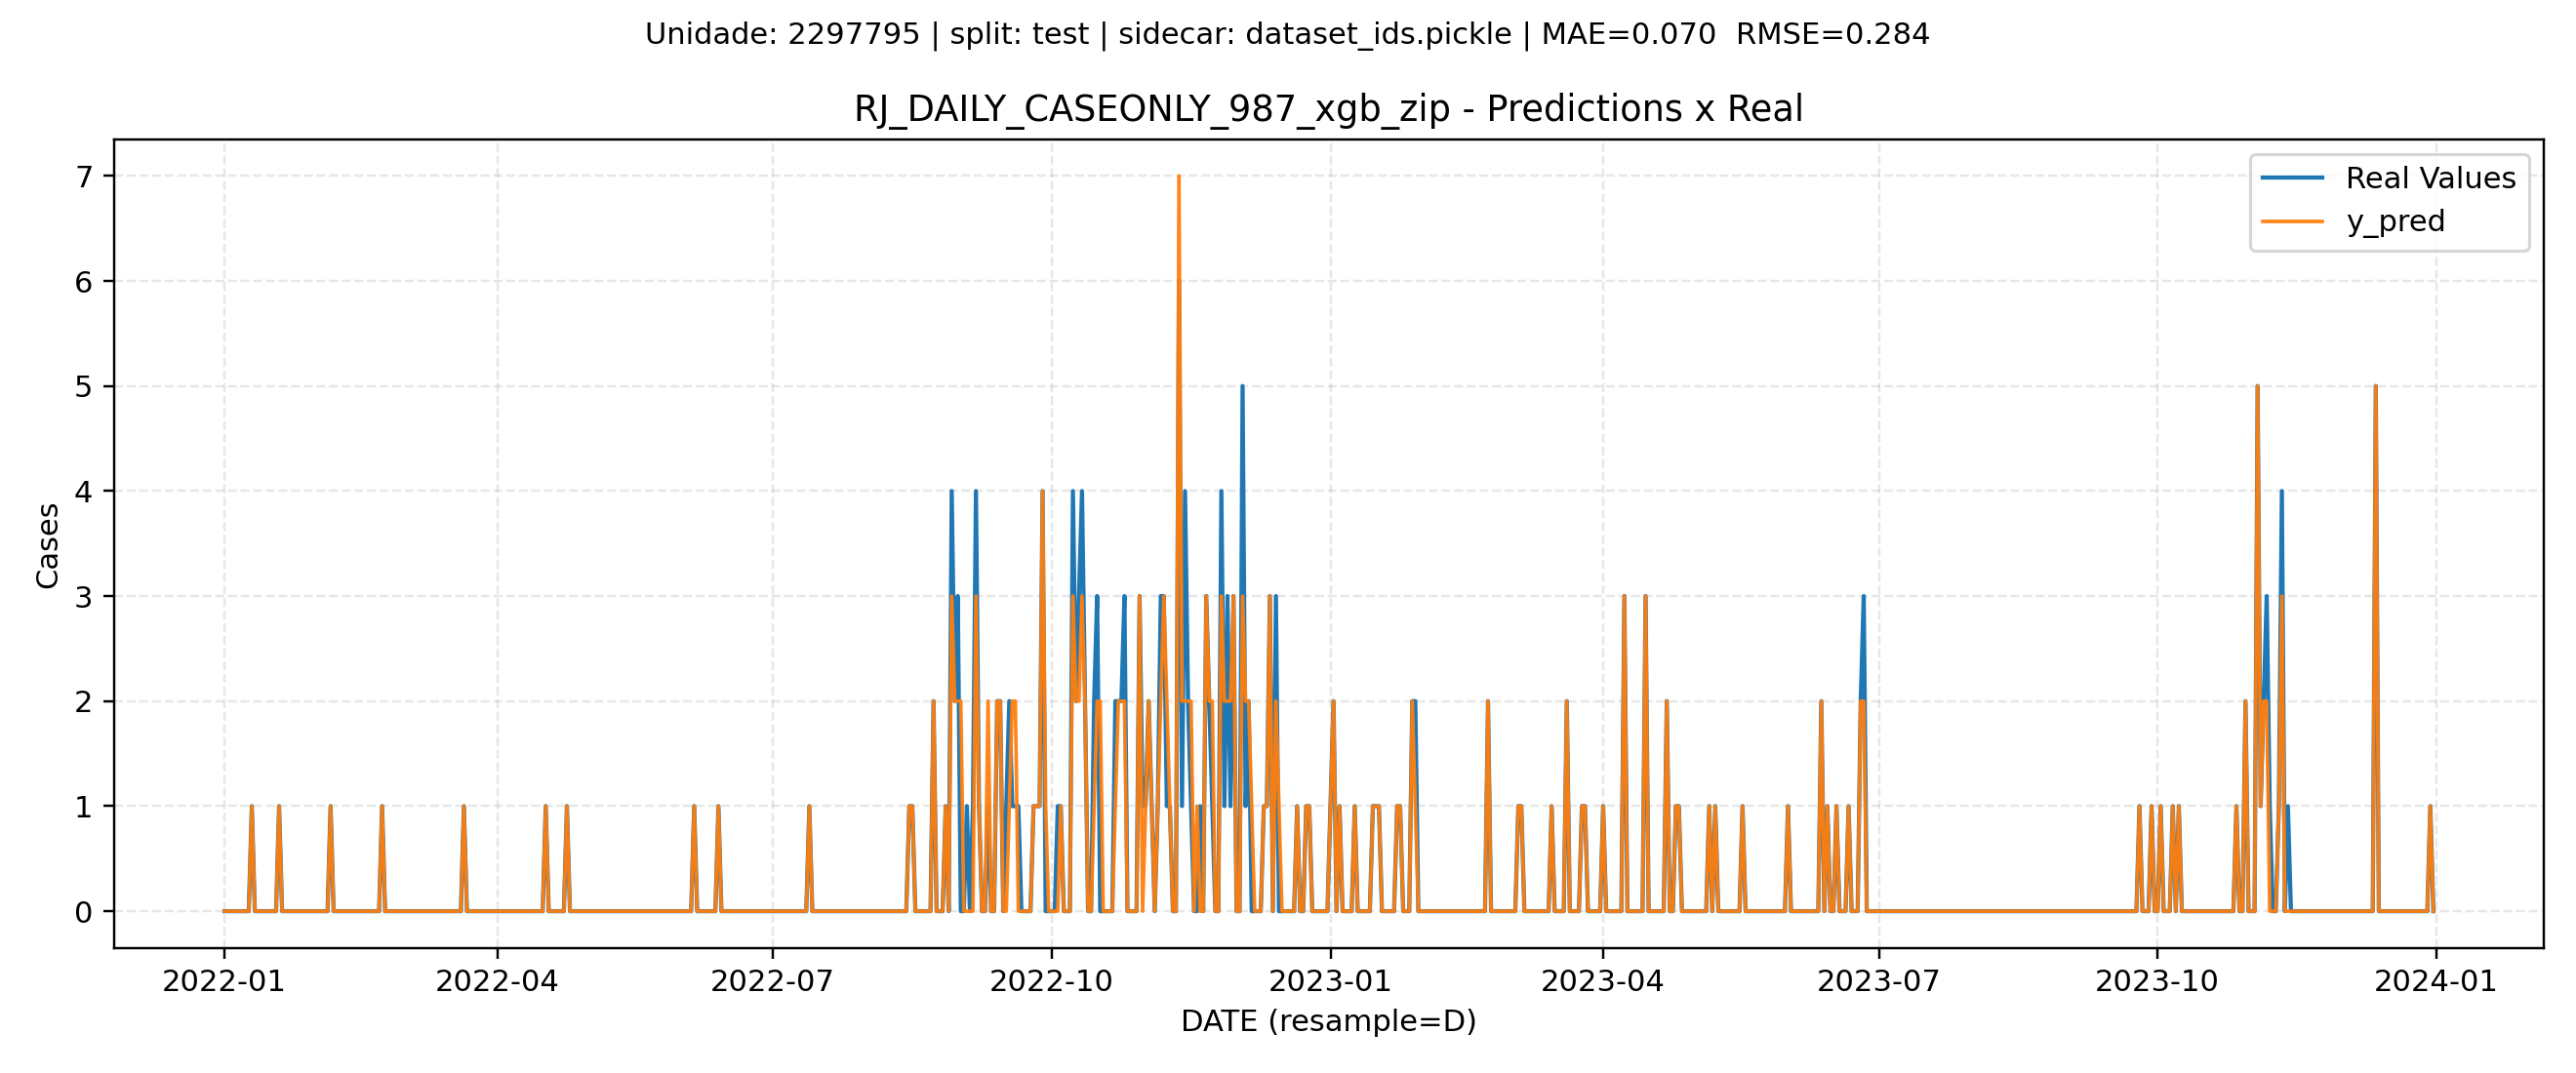 Unidade: 2297795 | split: test | sidecar: dataset_ids.pickle | MAE=0.070  RMSE=0.284
RJ_DAILY_CASEONLY_987_xgb_zip - Predictions x Real
Real Values
y_pred
7
6
5
4
3
2
1
0
Cases
2022-01
2022-04
2022-07
2022-10
2023-01
2023-04
2023-07
2023-10
2024-01
DATE (resample=D)